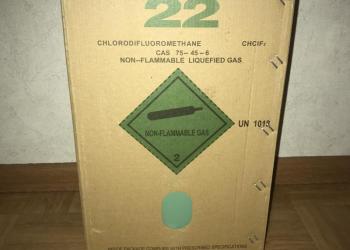 22
CHLORODIFLUOROMETHANE CHClF₂
CAS 75-45-6
NON-FLAMMABLE LIQUEFIED GAS
UN 1018
NON-FLAMMABLE GAS
2